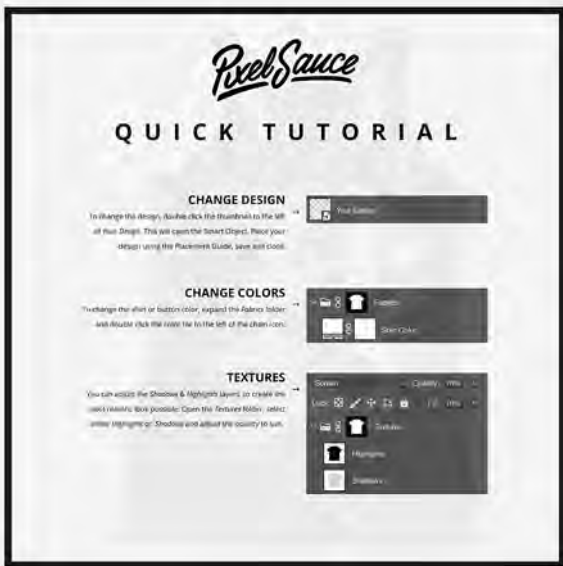 Pixel Sauce
QUICK TUTORIAL
CHANGE DESIGN
To change the design, double click the thumbnail to the left
of Your Design. This will open the Smart Object. Place your
design using the Placement Guide, save and close.
→
Your Design
CHANGE COLORS
To change the shirt or button color, expand the Fabrics folder
and double click the color tile to the left of the chain icon.
→
Fabrics
Shirt Color
TEXTURES
You can adjust the Shadows & Highlights layers, to create the
most realistic look possible. Open the Textures folder, select
either Highlights or Shadows and adjust the opacity to suit.
→
Screen Opacity:
Lock: Fill:
Textures
Highlights
Shadows